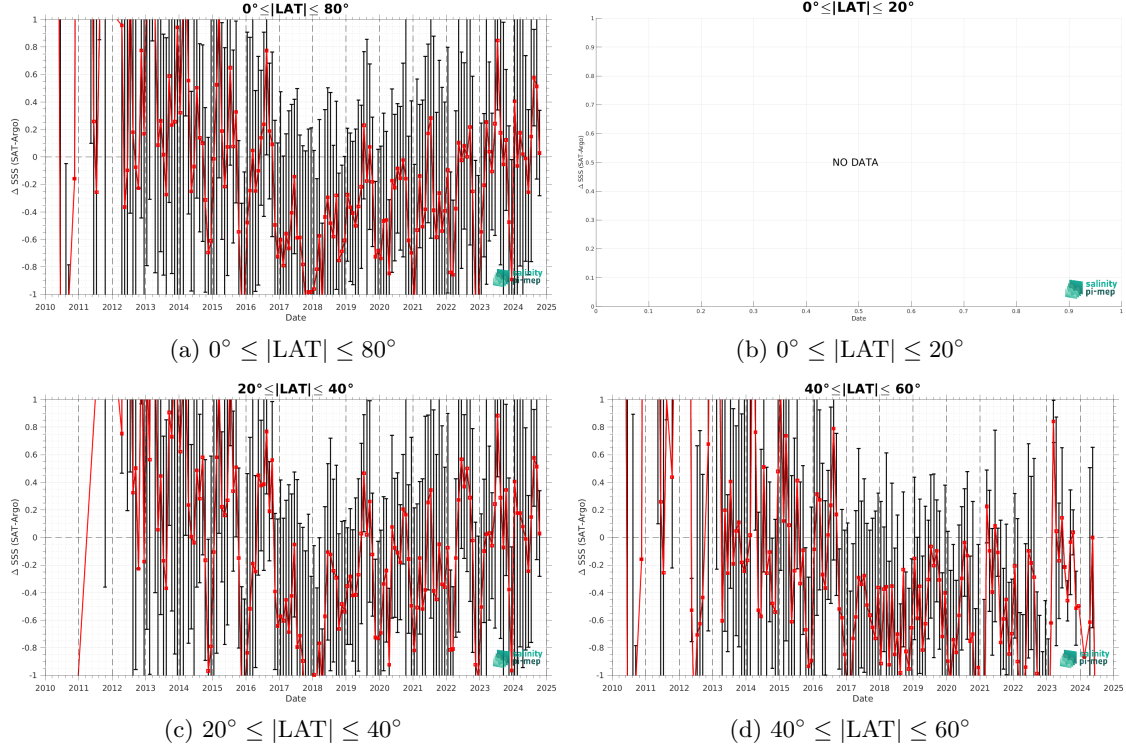 0°≤|LAT|≤ 80°
1
0.8
0.6
0.4
0.2
0
-0.2
-0.4
-0.6
-0.8
-1
Δ SSS (SAT-Argo)
2010 2011 2012 2013 2014 2015 2016 2017 2018 2019 2020 2021 2022 2023 2024 2025
Date
salinity
pi-mep
(a) 0° ≤ |LAT| ≤ 80°
0°≤|LAT|≤ 20°
1
0.9
0.8
0.7
0.6
0.5
0.4
0.3
0.2
0.1
0
Δ SSS (SAT-Argo)
NO DATA
0 0.1 0.2 0.3 0.4 0.5 0.6 0.7 0.8 0.9 1
Date
salinity
pi-mep
(b) 0° ≤ |LAT| ≤ 20°
20°≤|LAT|≤ 40°
1
0.8
0.6
0.4
0.2
0
-0.2
-0.4
-0.6
-0.8
-1
Δ SSS (SAT-Argo)
2010 2011 2012 2013 2014 2015 2016 2017 2018 2019 2020 2021 2022 2023 2024 2025
Date
salinity
pi-mep
(c) 20° ≤ |LAT| ≤ 40°
40°≤|LAT|≤ 60°
1
0.8
0.6
0.4
0.2
0
-0.2
-0.4
-0.6
-0.8
-1
Δ SSS (SAT-Argo)
2010 2011 2012 2013 2014 2015 2016 2017 2018 2019 2020 2021 2022 2023 2024 2025
Date
salinity
pi-mep
(d) 40° ≤ |LAT| ≤ 60°